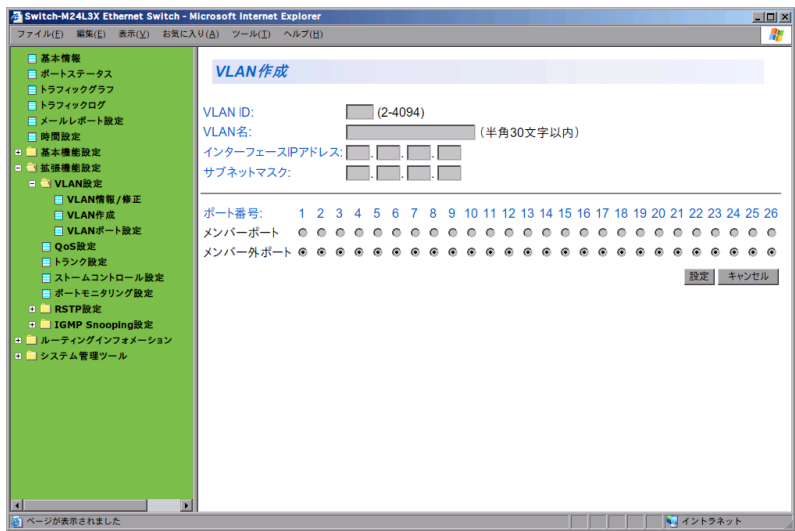 Switch-M24L3X Ethernet Switch - Microsoft Internet Explorer
ファイル(F) 編集(E) 表示(V) お気に入り(A) ツール(T) ヘルプ(H)
基本情報
ポートステータス
トラフィックグラフ
トラフィックログ
メールレポート設定
時間設定
基本機能設定
拡張機能設定
VLAN設定
VLAN情報/修正
VLAN作成
VLANポート設定
QoS設定
トランク設定
ストームコントロール設定
ポートモニタリング設定
RSTP設定
IGMP Snooping設定
ルーティングインフォメーション
システム管理ツール
VLAN作成
VLAN ID: (2-4094)
VLAN名: (半角30文字以内)
インターフェースIPアドレス: . . .
サブネットマスク: . . .
ポート番号: 1 2 3 4 5 6 7 8 9 10 11 12 13 14 15 16 17 18 19 20 21 22 23 24 25 26
メンバーポート
メンバー外ポート
設定 キャンセル
ページが表示されました イントラネット